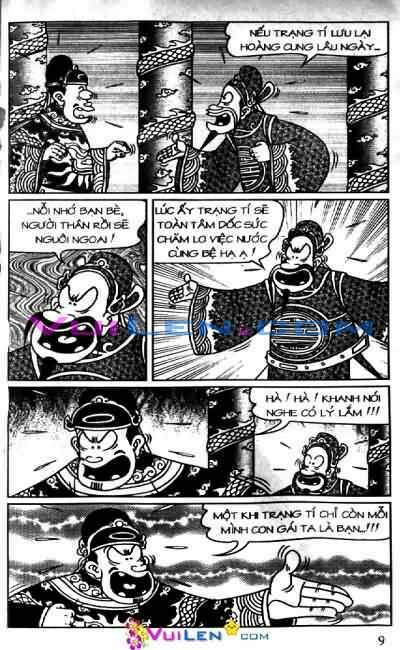 NẾU TRẠNG TÍ LƯU LẠI
HOÀNG CUNG LÂU NGÀY...
...NỖI NHỚ BẠN BÈ,
NGƯỜI THÂN RỒI SẼ
NGUÔI NGOAI !
LÚC ẤY TRẠNG TÍ SẼ
TOÀN TÂM DỐC SỨC
CHĂM LO VIỆC NƯỚC
CÙNG BỆ HẠ Ạ !
VUILEN.COM
HÀ ! HÀ ! KHANH NÓI
NGHE CÓ LÝ LẮM !!!
MỘT KHI TRẠNG TÍ CHỈ CÒN MỖI
MÌNH CON GÁI TA LÀ BẠN...!!!
VUILEN.COM
9